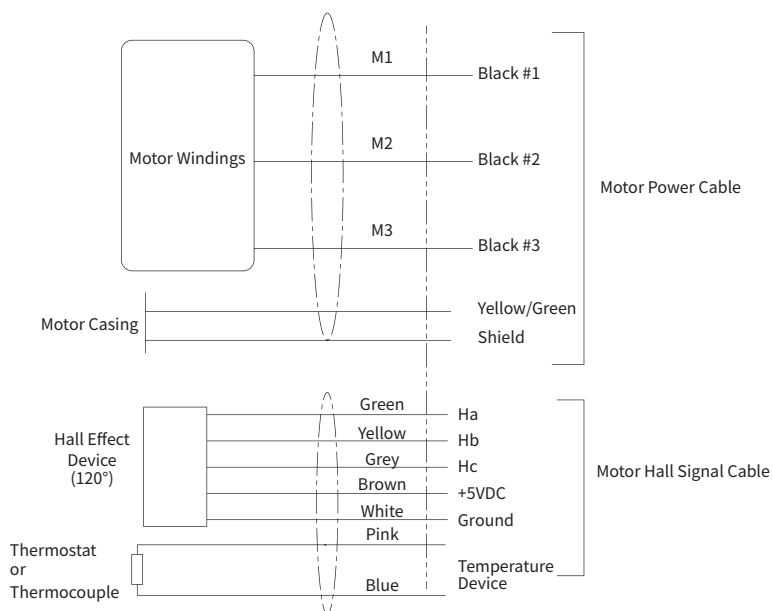 M1
Black #1
Motor Windings
M2
Black #2
Motor Power Cable
M3
Black #3
Motor Casing
Yellow/Green
Shield
Green
Ha
Hall Effect
Device
(120°)
Yellow
Hb
Grey
Hc
Motor Hall Signal Cable
Brown
+5VDC
White
Ground
Pink
Thermostat
or
Thermocouple
Temperature
Device
Blue